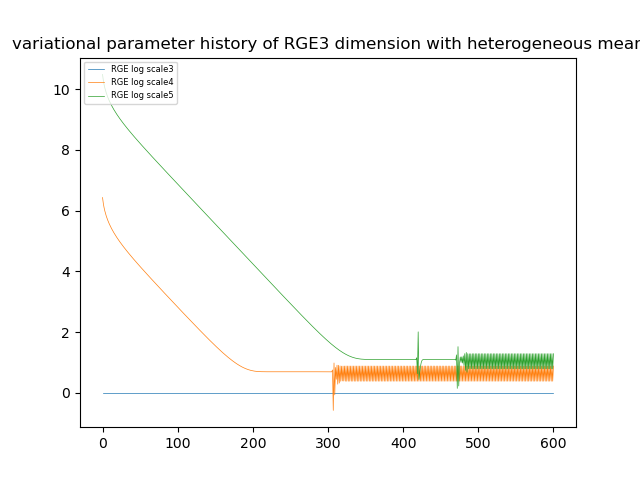 variational parameter history of RGE3 dimension with heterogeneous mear
RGE log scale3
RGE log scale4
RGE log scale5
10
8
6
4
2
0
0 100 200 300 400 500 600